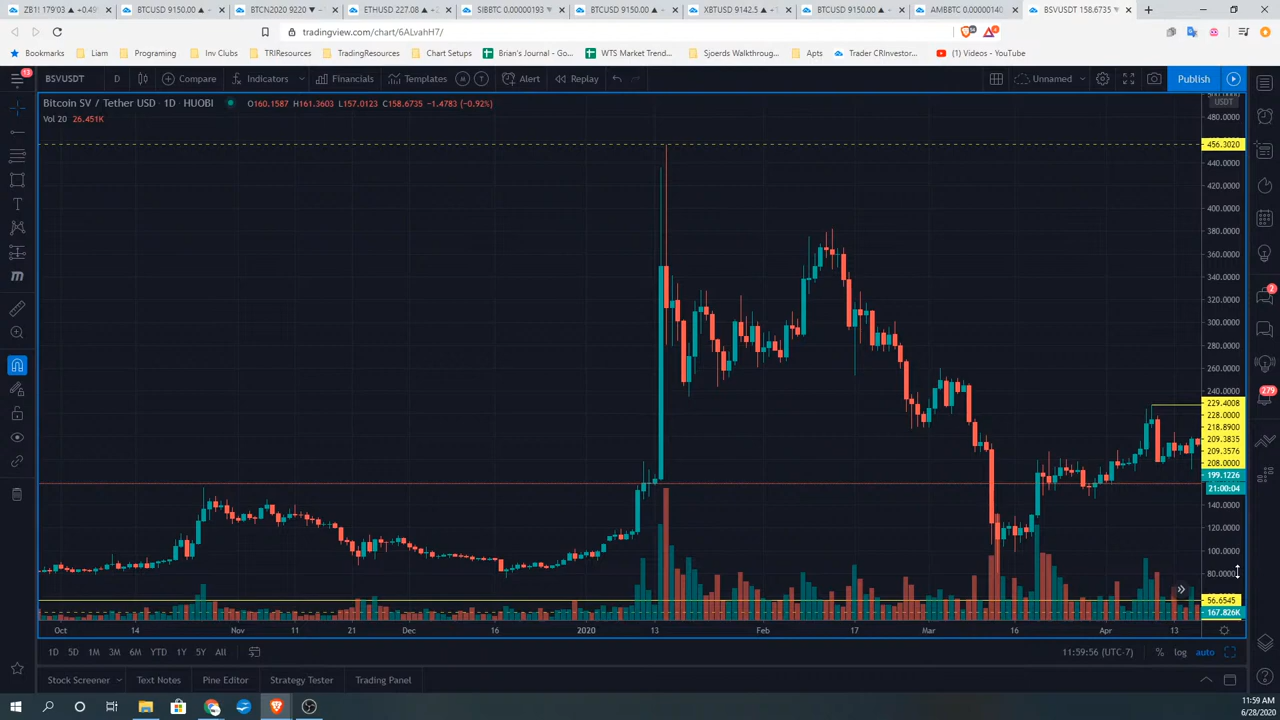 ZB1! 179'03 ▲ +0.4
BTCUSD 9150.00 ▲
BTCN2020 9220
ETHUSD 227.08 ▲
SIBBTC 0.00000193
BTCUSD 9150.00 ▲
XBTUSD 9142.5 ▲
BTCUSD 9150.00 ▲
AMBBTC 0.00000140
BSVUSDT 158.6735
tradingview.com/chart/6ALvahH7/
Bookmarks Liam Programing Inv Clubs TRIResources TradingResources Chart Setups Brian's Journal - Go... WTS Market Trend... Sjoerds Walkthroug... Apts Trader CRInvestor... (1) Videos - YouTube
13 BSVUSDT D Compare Indicators Financials Templates M T Alert Replay Unnamed Publish
Bitcoin SV / Tether USD · 1D · HUOBI O160.1587 H161.3603 L157.0123 C158.6735 −1.4783 (−0.92%)
Vol 20 26.451K
USDT
480.0000
456.3020
440.0000
420.0000
400.0000
380.0000
360.0000
340.0000
320.0000
300.0000
280.0000
260.0000
240.0000
229.4008
228.0000
218.8900
209.3835
209.3576
208.0000
199.1226
21:00:04
140.0000
120.0000
100.0000
80.0000
56.6545
167.826K
2
279
Oct 14 Nov 11 21 Dec 16 2020 13 Feb 17 Mar 16 Apr 13
1D 5D 1M 3M 6M YTD 1Y 5Y All 11:59:56 (UTC-7) % log auto
Stock Screener Text Notes Pine Editor Strategy Tester Trading Panel
11:59 AM
6/28/2020